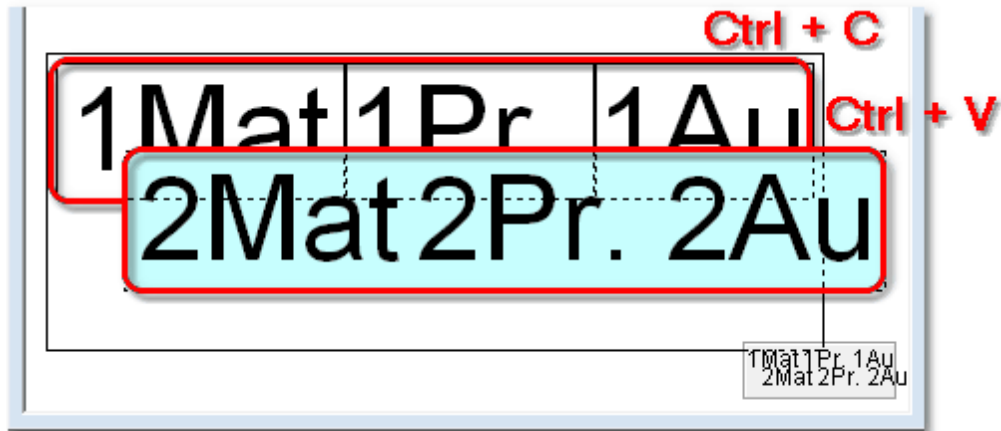 Ctrl + C
1Mat 1Pr. 1Au
Ctrl + V
2Mat 2Pr. 2Au
1Mat 1Pr. 1Au
2Mat 2Pr. 2Au